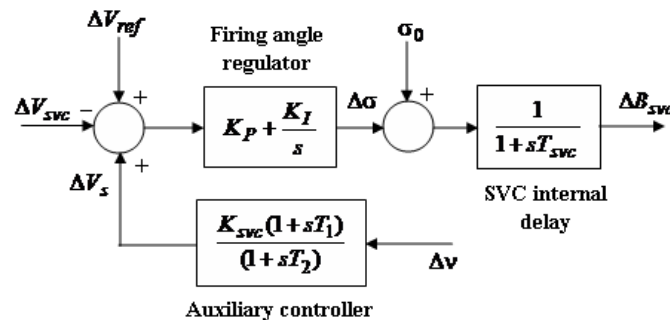 ΔV_ref
Firing angle
regulator
σ_0
ΔV_svc
−
+
K_P + K_I/s
Δσ
+
1/(1+sT_svc)
ΔB_svc
+
ΔV_s
SVC internal
delay
K_svc(1+sT_1)/(1+sT_2)
Δν
Auxiliary controller